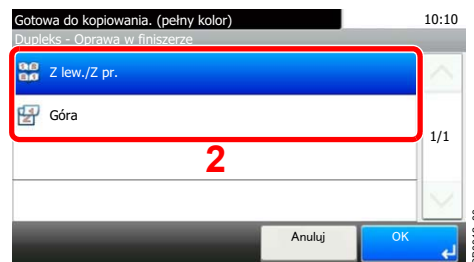 Gotowa do kopiowania. (pełny kolor) 10:10
Dupleks - Oprawa w finiszerze
Z lew./Z pr.
Góra
1/1
2
Anuluj OK